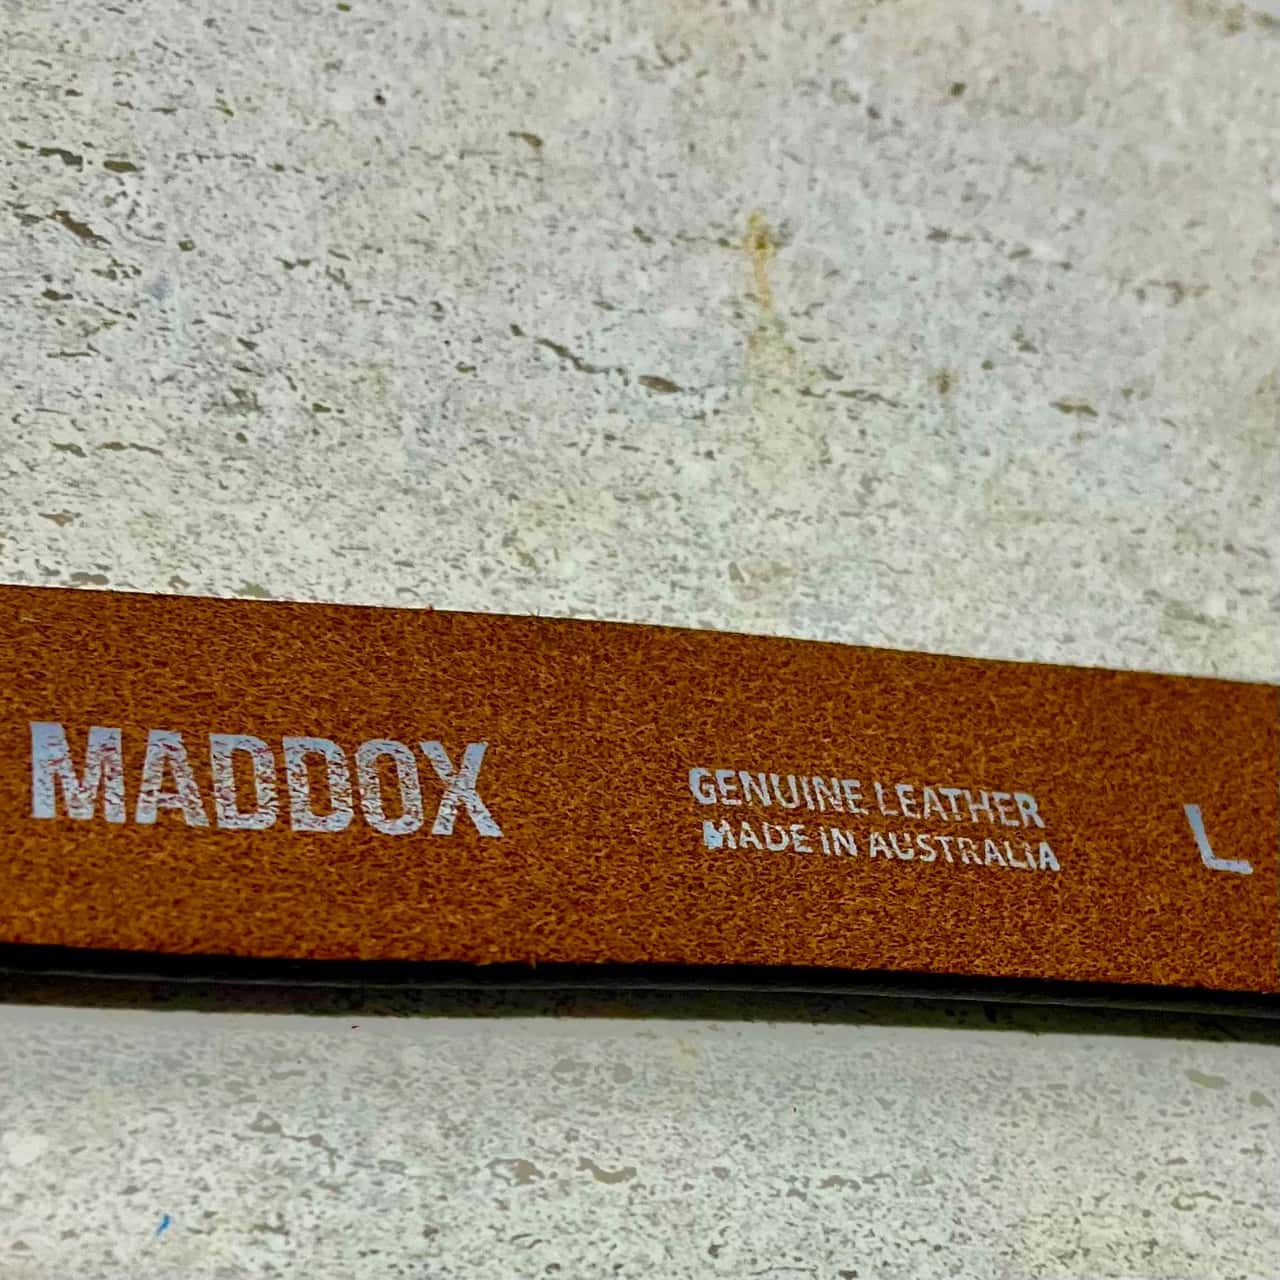 MADDOX
GENUINE LEATHER
MADE IN AUSTRALIA
L